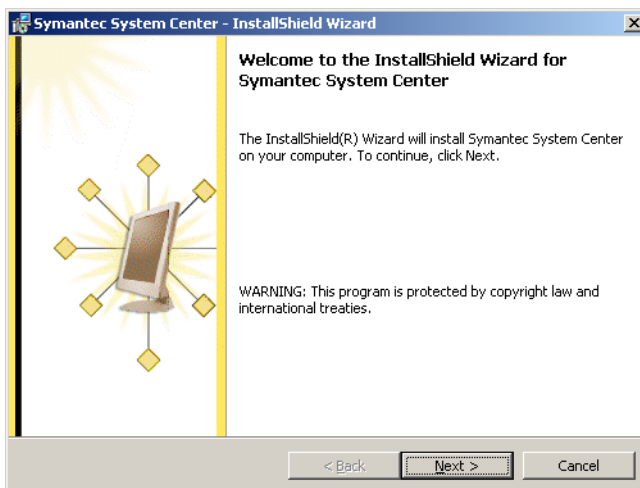 Symantec System Center - InstallShield Wizard
Welcome to the InstallShield Wizard for
Symantec System Center
The InstallShield(R) Wizard will install Symantec System Center
on your computer. To continue, click Next.
WARNING: This program is protected by copyright law and
international treaties.
< Back
Next >
Cancel